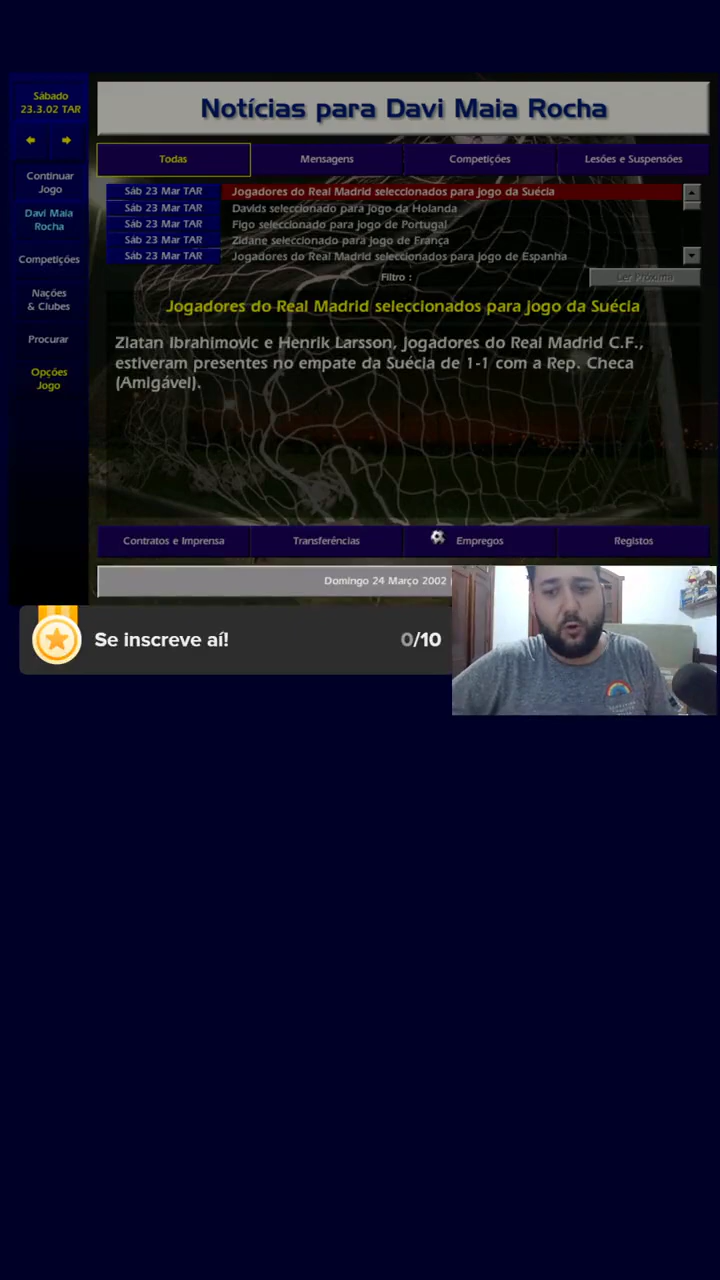 Sábado
23.3.02 TAR
Notícias para Davi Maia Rocha
Todas
Mensagens
Competições
Lesões e Suspensões
Continuar
Jogo
Davi Maia
Rocha
Competições
Nações
& Clubes
Procurar
Opções
Jogo
Sáb 23 Mar TAR Jogadores do Real Madrid seleccionados para jogo da Suécia
Sáb 23 Mar TAR Davids seleccionado para jogo da Holanda
Sáb 23 Mar TAR Figo seleccionado para jogo de Portugal
Sáb 23 Mar TAR Zidane seleccionado para jogo de França
Sáb 23 Mar TAR Jogadores do Real Madrid seleccionados para jogo de Espanha
Filtro :
Ler Próxima
Jogadores do Real Madrid seleccionados para jogo da Suécia
Zlatan Ibrahimovic e Henrik Larsson, Jogadores do Real Madrid C.F.,
estiveram presentes no empate da Suécia de 1-1 com a Rep. Checa
(Amigável).
Contratos e Imprensa
Transferências
Empregos
Registos
Domingo 24 Março 2002
Se inscreve aí!
0/10